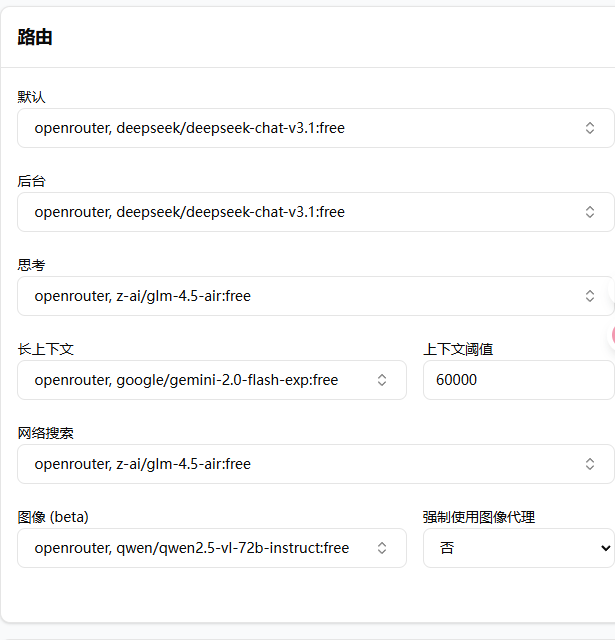 路由
默认
openrouter, deepseek/deepseek-chat-v3.1:free
后台
openrouter, deepseek/deepseek-chat-v3.1:free
思考
openrouter, z-ai/glm-4.5-air:free
长上下文 上下文阈值
openrouter, google/gemini-2.0-flash-exp:free 60000
网络搜索
openrouter, z-ai/glm-4.5-air:free
图像 (beta) 强制使用图像代理
openrouter, qwen/qwen2.5-vl-72b-instruct:free 否